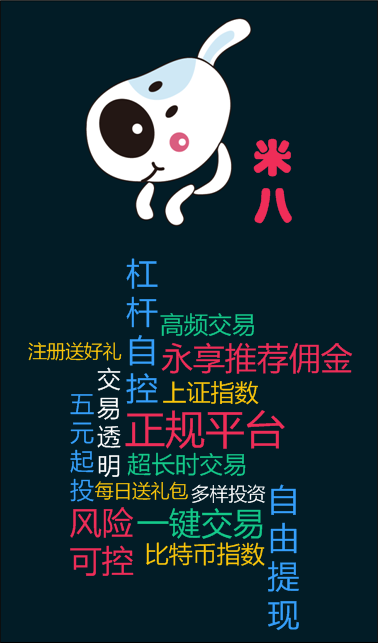 米八
杠杆自控
高频交易
注册送好礼
永享推荐佣金
交易透明
上证指数
五元起投
正规平台
超长时交易
每日送礼包
多样投资
自由提现
风险可控
一键交易
比特币指数